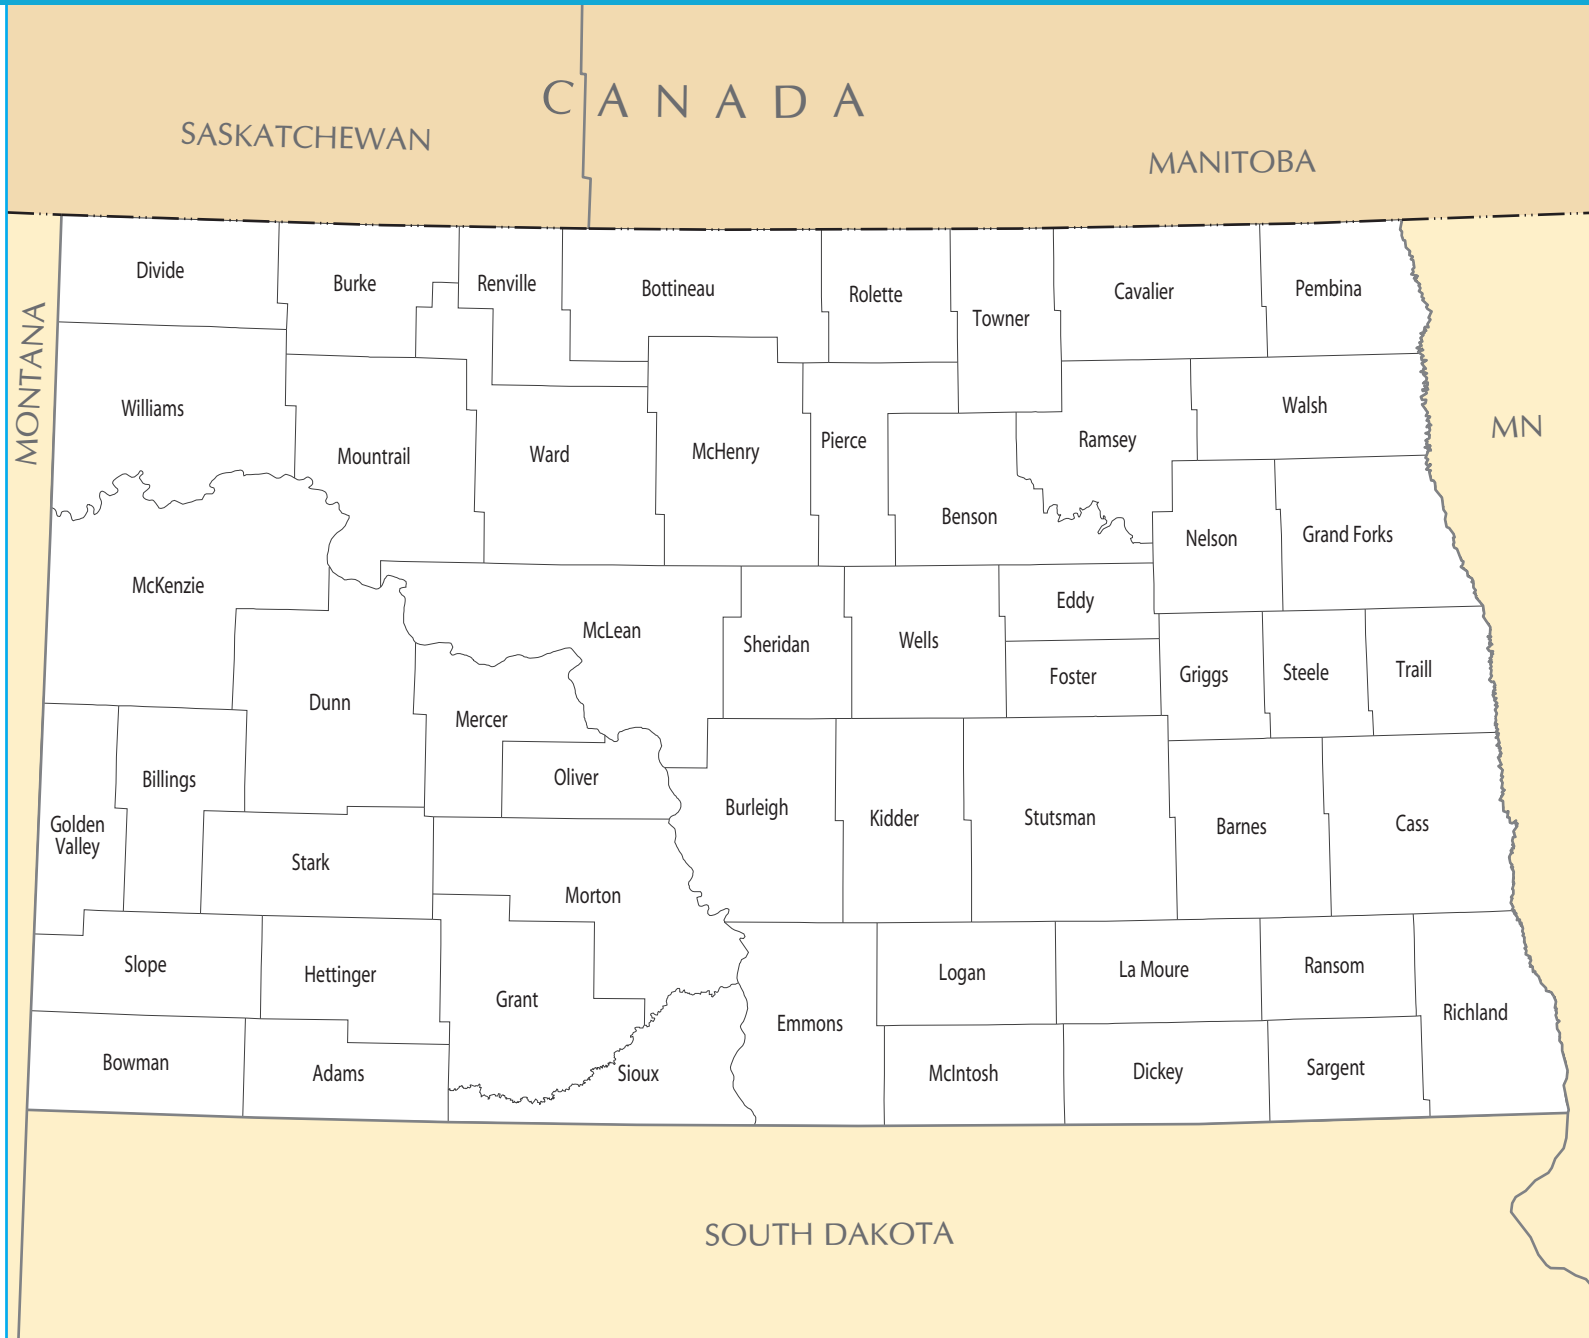 CANADA
SASKATCHEWAN
MANITOBA
MONTANA
MN
Divide
Burke
Renville
Bottineau
Rolette
Towner
Cavalier
Pembina
Williams
Mountrail
Ward
McHenry
Pierce
Benson
Ramsey
Walsh
Nelson
Grand Forks
McKenzie
Dunn
McLean
Mercer
Oliver
Sheridan
Wells
Eddy
Foster
Griggs
Steele
Traill
Golden
Valley
Billings
Stark
Morton
Burleigh
Kidder
Stutsman
Barnes
Cass
Slope
Hettinger
Grant
Sioux
Emmons
Logan
La Moure
Ransom
Richland
Bowman
Adams
McIntosh
Dickey
Sargent
SOUTH DAKOTA